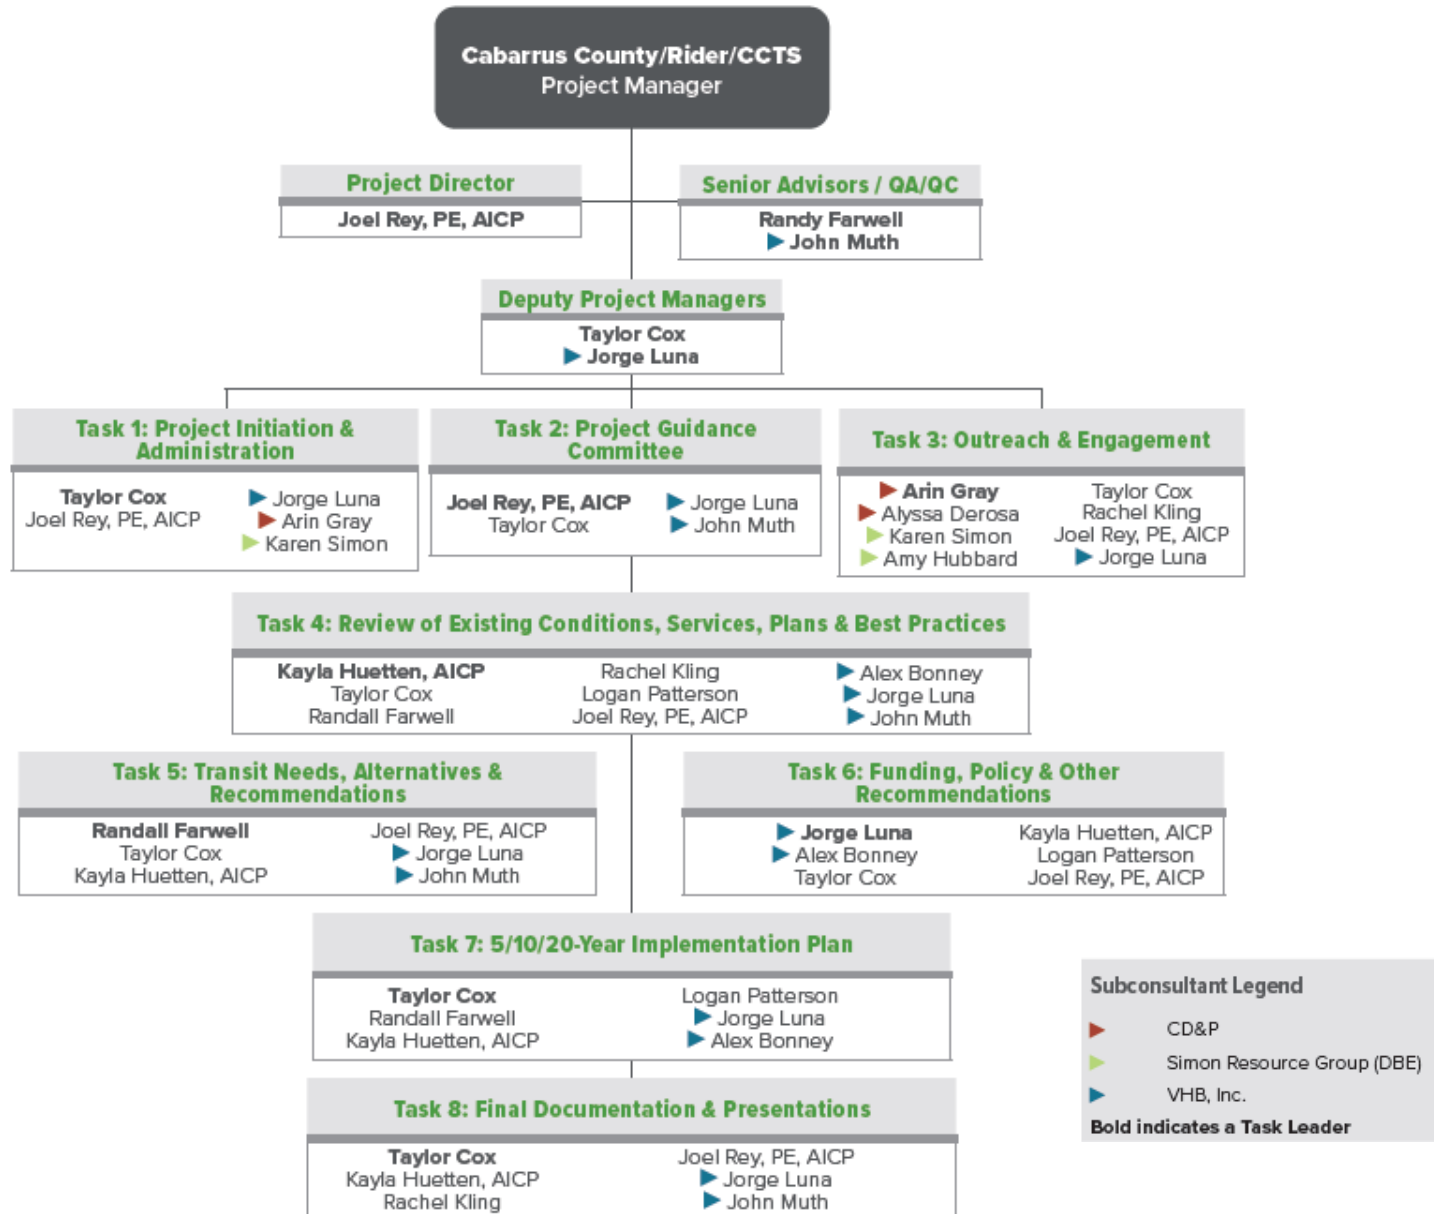 Cabarrus County/Rider/CCTS
Project Manager
Project Director
Joel Rey, PE, AICP
Senior Advisors / QA/QC
Randy Farwell
John Muth
Deputy Project Managers
Taylor Cox
Jorge Luna
Task 1: Project Initiation &
Administration
Taylor Cox
Joel Rey, PE, AICP
Jorge Luna
Arin Gray
Karen Simon
Task 2: Project Guidance
Committee
Joel Rey, PE, AICP
Taylor Cox
Jorge Luna
John Muth
Task 3: Outreach & Engagement
Arin Gray
Alyssa Derosa
Karen Simon
Amy Hubbard
Taylor Cox
Rachel Kling
Joel Rey, PE, AICP
Jorge Luna
Task 4: Review of Existing Conditions, Services, Plans & Best Practices
Kayla Huetten, AICP
Taylor Cox
Randall Farwell
Rachel Kling
Logan Patterson
Joel Rey, PE, AICP
Alex Bonney
Jorge Luna
John Muth
Task 5: Transit Needs, Alternatives &
Recommendations
Randall Farwell
Taylor Cox
Kayla Huetten, AICP
Joel Rey, PE, AICP
Jorge Luna
John Muth
Task 6: Funding, Policy & Other
Recommendations
Jorge Luna
Alex Bonney
Taylor Cox
Kayla Huetten, AICP
Logan Patterson
Joel Rey, PE, AICP
Task 7: 5/10/20-Year Implementation Plan
Taylor Cox
Randall Farwell
Kayla Huetten, AICP
Logan Patterson
Jorge Luna
Alex Bonney
Task 8: Final Documentation & Presentations
Taylor Cox
Kayla Huetten, AICP
Rachel Kling
Joel Rey, PE, AICP
Jorge Luna
John Muth
Subconsultant Legend
CD&P
Simon Resource Group (DBE)
VHB, Inc.
Bold indicates a Task Leader